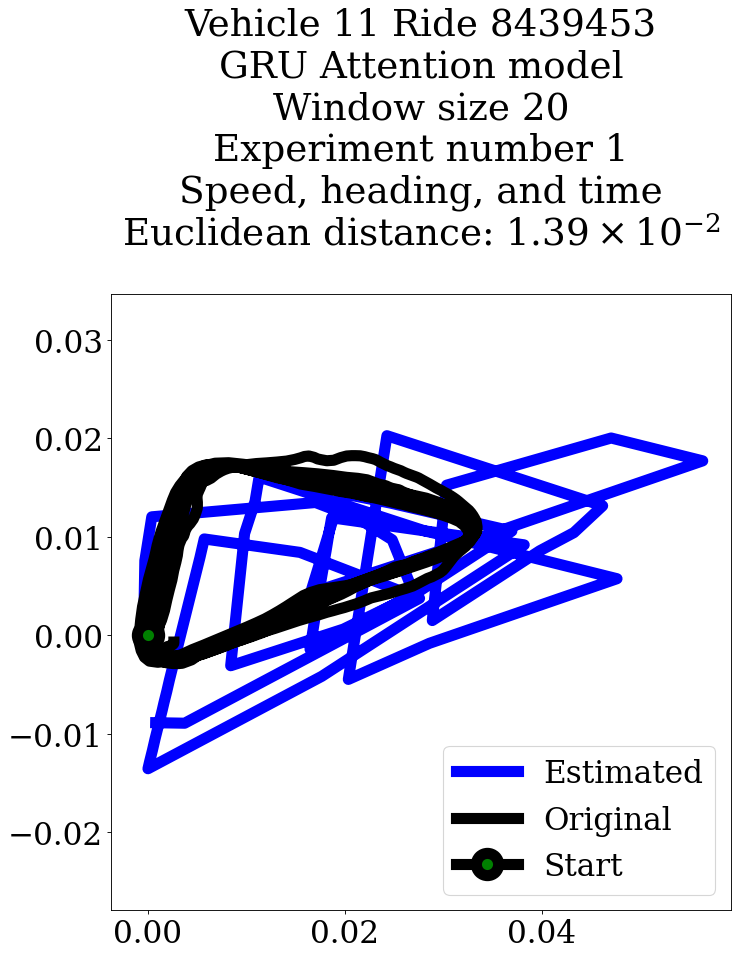 Vehicle 11 Ride 8439453
GRU Attention model
Window size 20
Experiment number 1
Speed, heading, and time
Euclidean distance: 1.39 × 10⁻²
0.03
0.02
0.01
0.00
−0.01
−0.02
Estimated
Original
Start
0.00 0.02 0.04